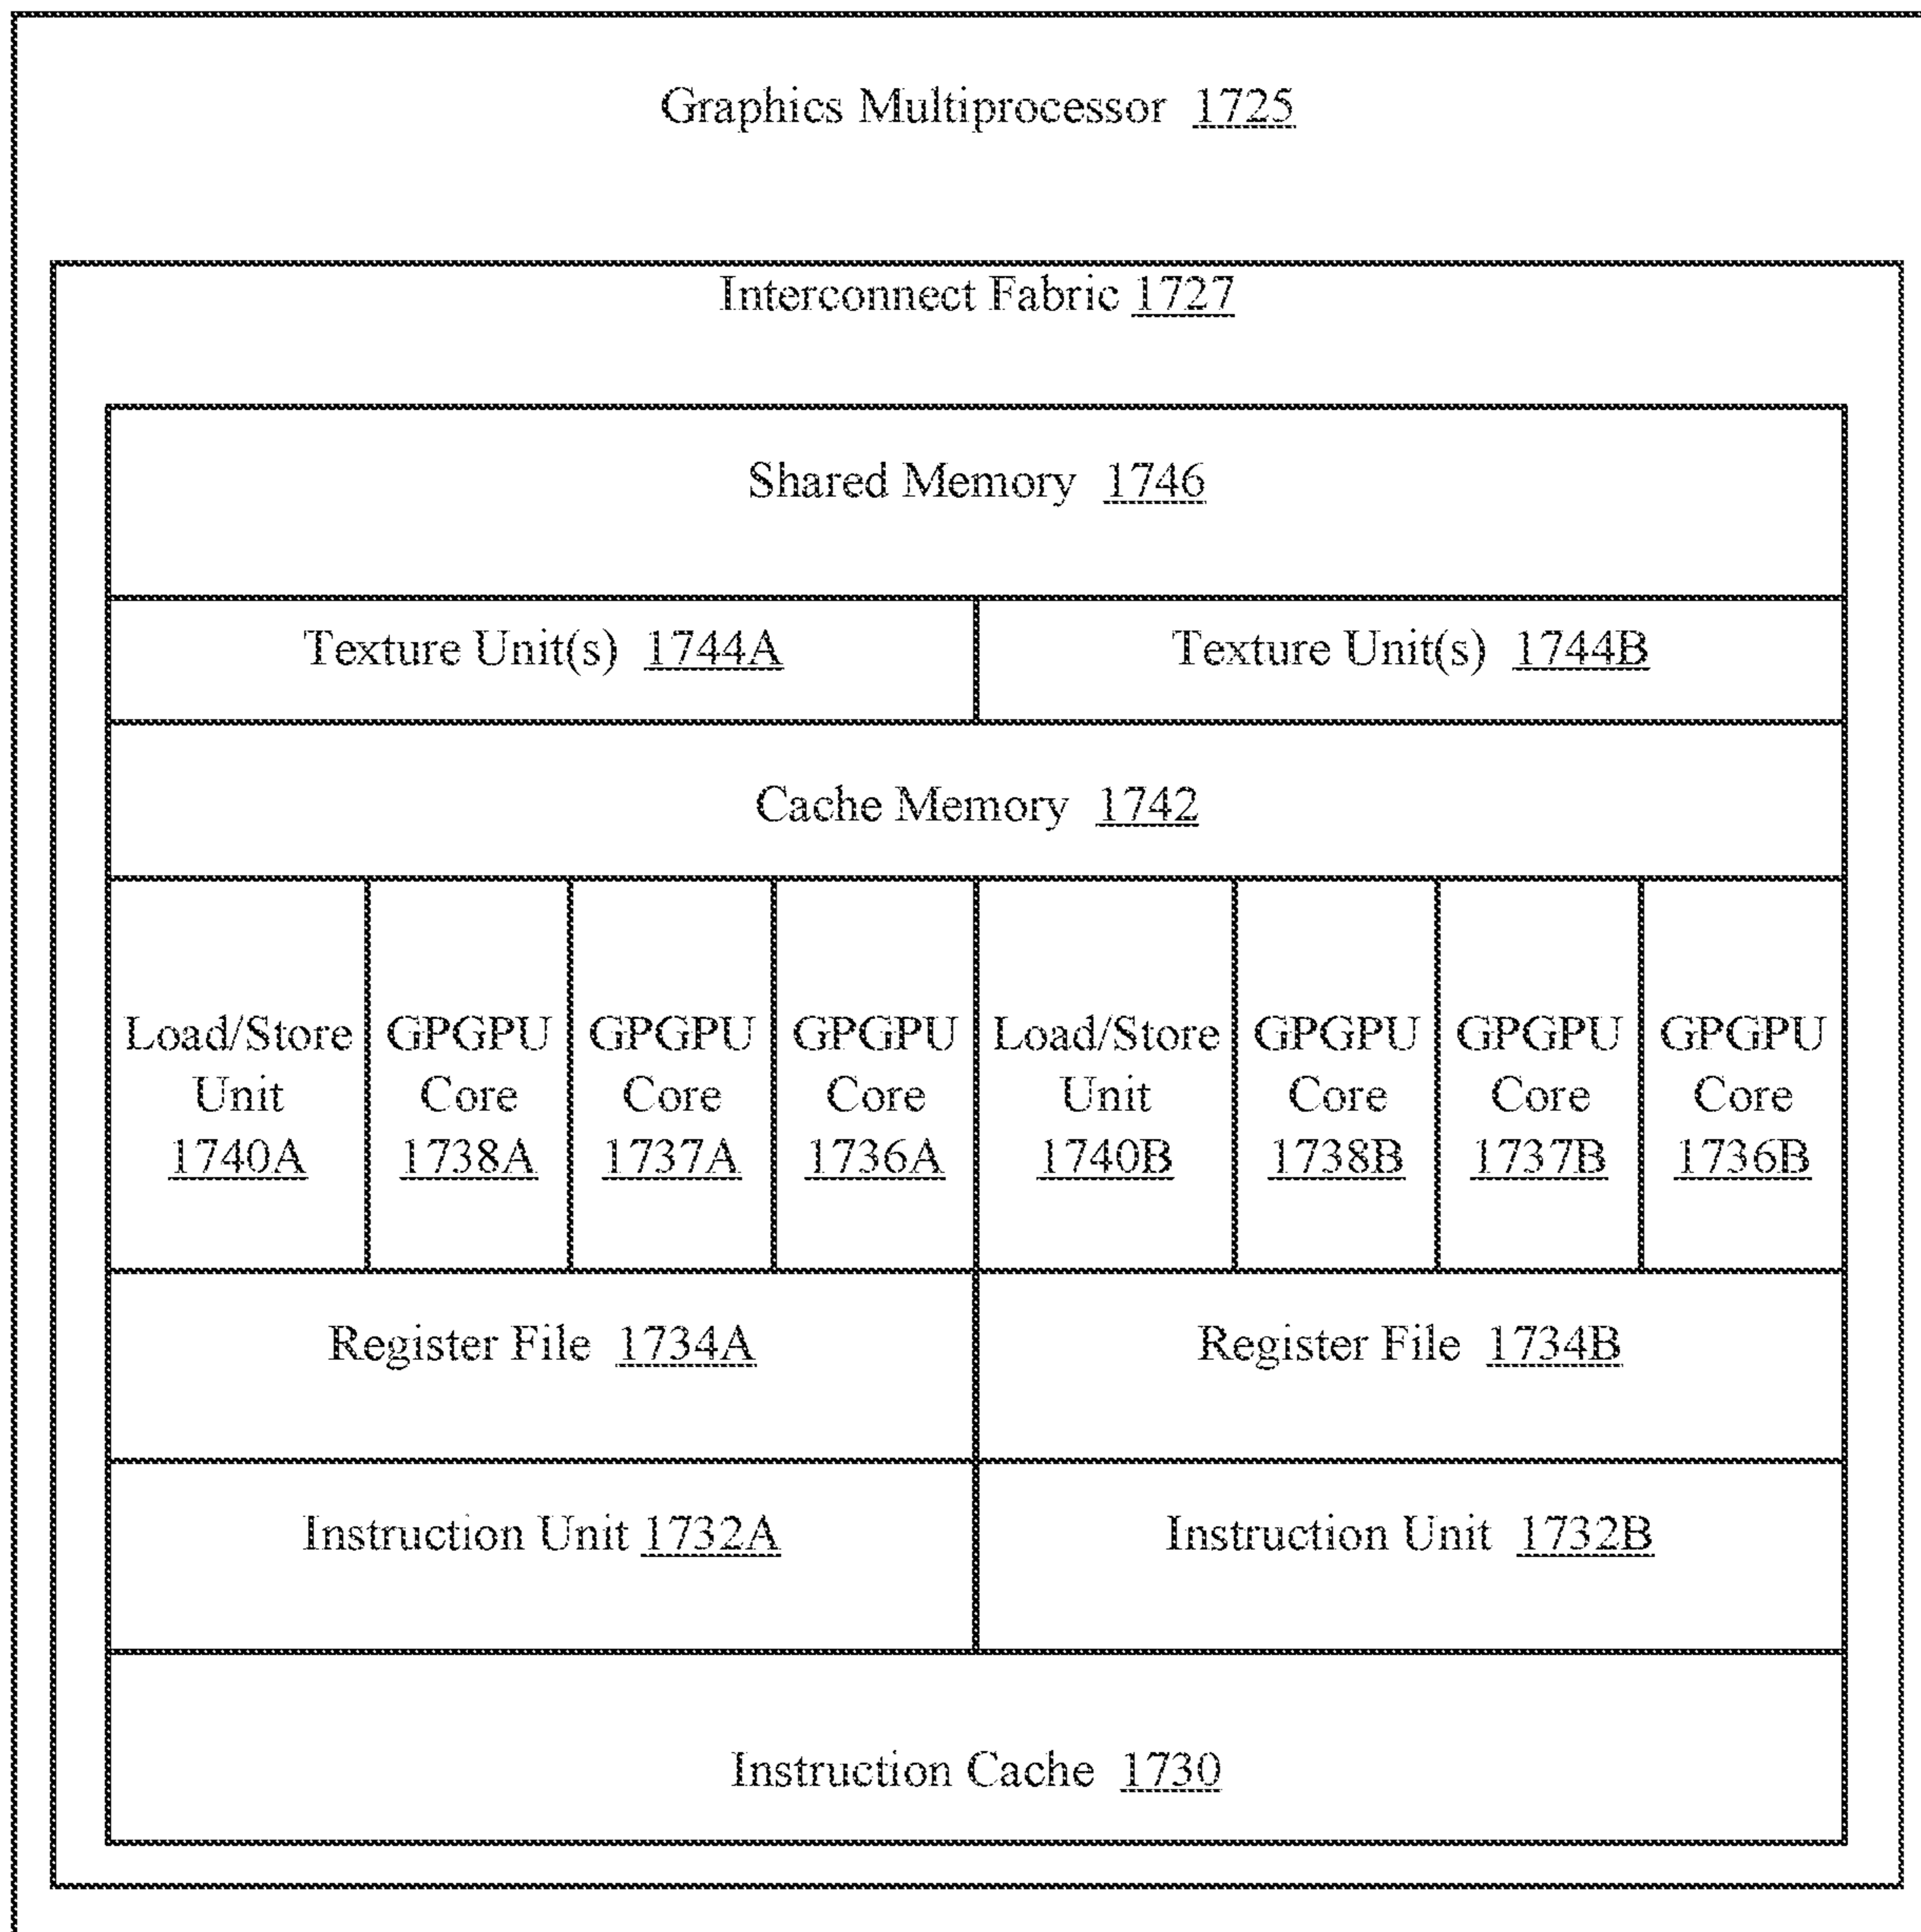 Graphics Multiprocessor 1725
Interconnect Fabric 1727
Shared Memory 1746
Texture Unit(s) 1744A
Texture Unit(s) 1744B
Cache Memory 1742
Load/Store
Unit
1740A
GPGPU
Core
1738A
GPGPU
Core
1737A
GPGPU
Core
1736A
Load/Store
Unit
1740B
GPGPU
Core
1738B
GPGPU
Core
1737B
GPGPU
Core
1736B
Register File 1734A
Register File 1734B
Instruction Unit 1732A
Instruction Unit 1732B
Instruction Cache 1730